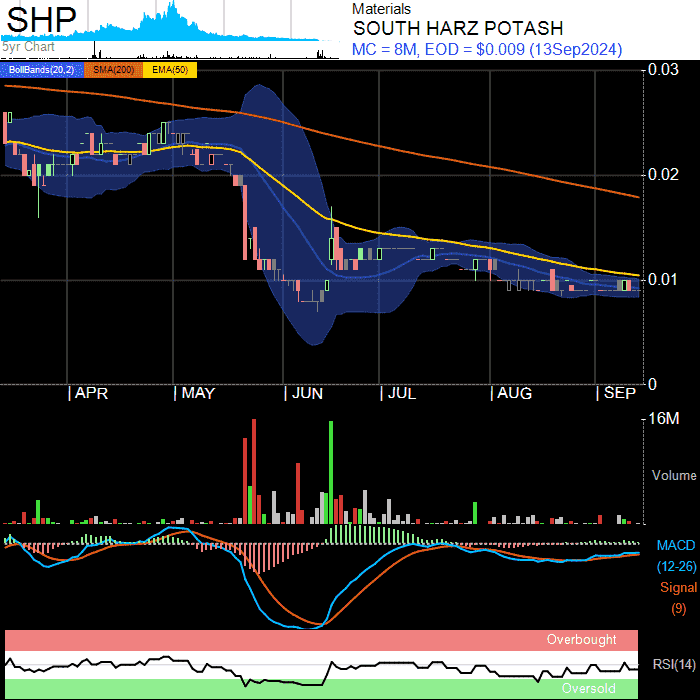 SHP
5yr Chart
Materials
SOUTH HARZ POTASH
MC = 8M, EOD = $0.009 (13Sep2024)
BollBands(20,2) SMA(200) EMA(50)
0.03
0.02
0.01
0
APR MAY JUN JUL AUG SEP
16M
Volume
MACD
(12-26)
Signal
(9)
Overbought
RSI(14)
Oversold